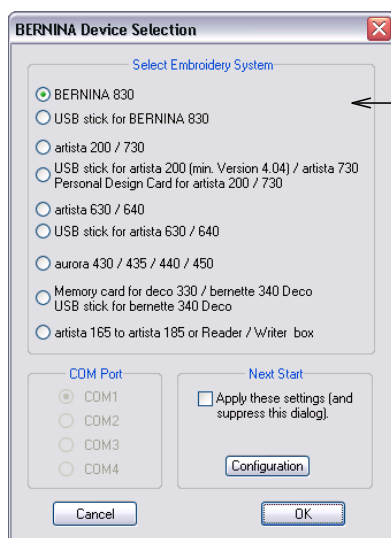 BERNINA Device Selection
Select Embroidery System
BERNINA 830
USB stick for BERNINA 830
artista 200 / 730
USB stick for artista 200 (min. Version 4.04) / artista 730
Personal Design Card for artista 200 / 730
artista 630 / 640
USB stick for artista 630 / 640
aurora 430 / 435 / 440 / 450
Memory card for deco 330 / bernette 340 Deco
USB stick for bernette 340 Deco
artista 165 to artista 185 or Reader / Writer box
COM Port
COM1
COM2
COM3
COM4
Next Start
Apply these settings (and
suppress this dialog).
Configuration
Cancel
OK